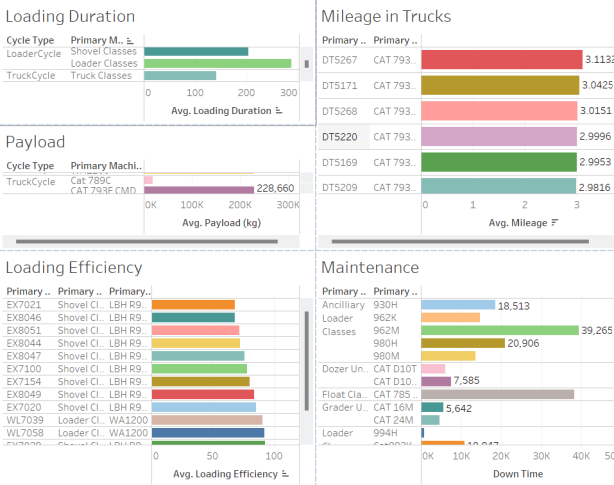 Loading Duration
Cycle Type Primary M..
LoaderCycle Shovel Classes
Loader Classes
TruckCycle Truck Classes
0 100 200 300
Avg. Loading Duration
Payload
Cycle Type Primary Machi..
TruckCycle Cat 789C
CAT 793F CMD 228,660
0K 100K 200K 300K
Avg. Payload (kg)
Loading Efficiency
Primary .. Primary .. Primary ..
EX7021 Shovel Cl.. LBH R9..
EX8046 Shovel Cl.. LBH R9..
EX8051 Shovel Cl.. LBH R9..
EX8044 Shovel Cl.. LBH R9..
EX8047 Shovel Cl.. LBH R9..
EX7100 Shovel Cl.. LBH R9..
EX7154 Shovel Cl.. LBH R9..
EX8049 Shovel Cl.. LBH R9..
EX7020 Shovel Cl.. LBH R9..
WL7039 Loader Cl.. WA1200
WL7058 Loader Cl.. WA1200
Shovel Cl.. LBH R9..
0 50 100
Avg. Loading Efficiency
Mileage in Trucks
Primary .. Primary ..
DT5267 CAT 793.. 3.1132
DT5171 CAT 793.. 3.0425
DT5268 CAT 793.. 3.0151
DT5220 CAT 793.. 2.9996
DT5169 CAT 793.. 2.9953
DT5209 CAT 793.. 2.9816
0 1 2 3
Avg. Mileage
Maintenance
Primary .. Primary ..
Ancilliary 930H 18,513
Loader 962K
Classes 962M 39,265
980H 20,906
980M
Dozer Un.. CAT D10T
CAT D10.. 7,585
Float Cla.. CAT 785 ..
Grader U.. CAT 16M 5,642
CAT 24M
Loader 994H
0K 10K 20K 30K 40K
Down Time